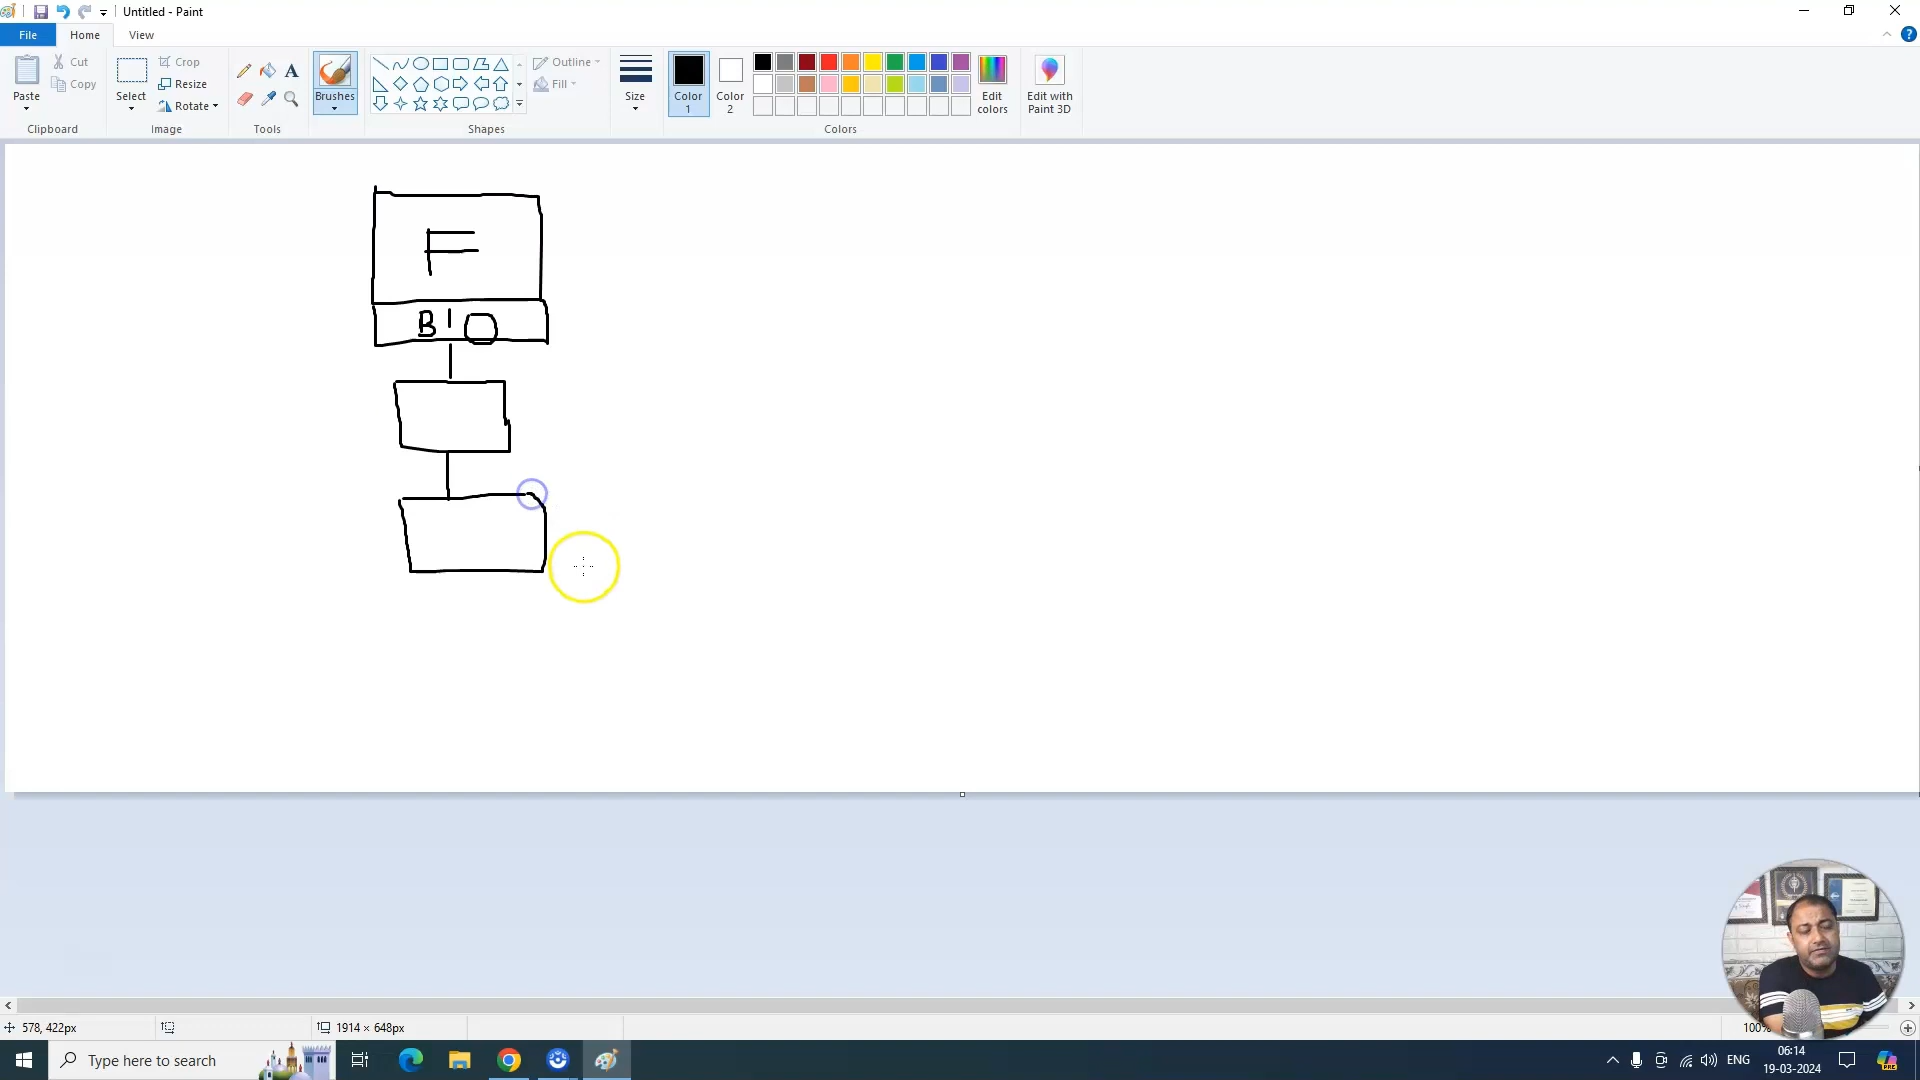 Untitled - Paint
File Home View
Paste
Cut
Copy
Clipboard
Select
Crop
Resize
Rotate
Image
Tools
Brushes
Shapes
Outline
Fill
Size
Color 1
Color 2
Edit colors
Colors
Edit with Paint 3D
F
B I O
578, 422px
1914 × 648px
100%
Type here to search
ENG
06:14
19-03-2024